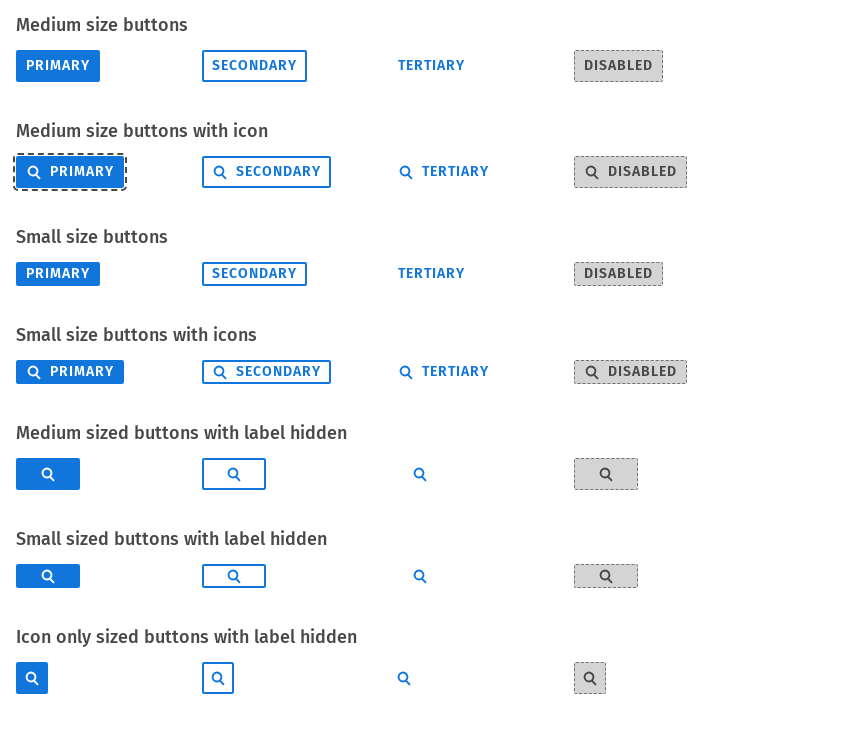 Medium size buttons
PRIMARY SECONDARY TERTIARY DISABLED
Medium size buttons with icon
PRIMARY SECONDARY TERTIARY DISABLED
Small size buttons
PRIMARY SECONDARY TERTIARY DISABLED
Small size buttons with icons
PRIMARY SECONDARY TERTIARY DISABLED
Medium sized buttons with label hidden
Small sized buttons with label hidden
Icon only sized buttons with label hidden